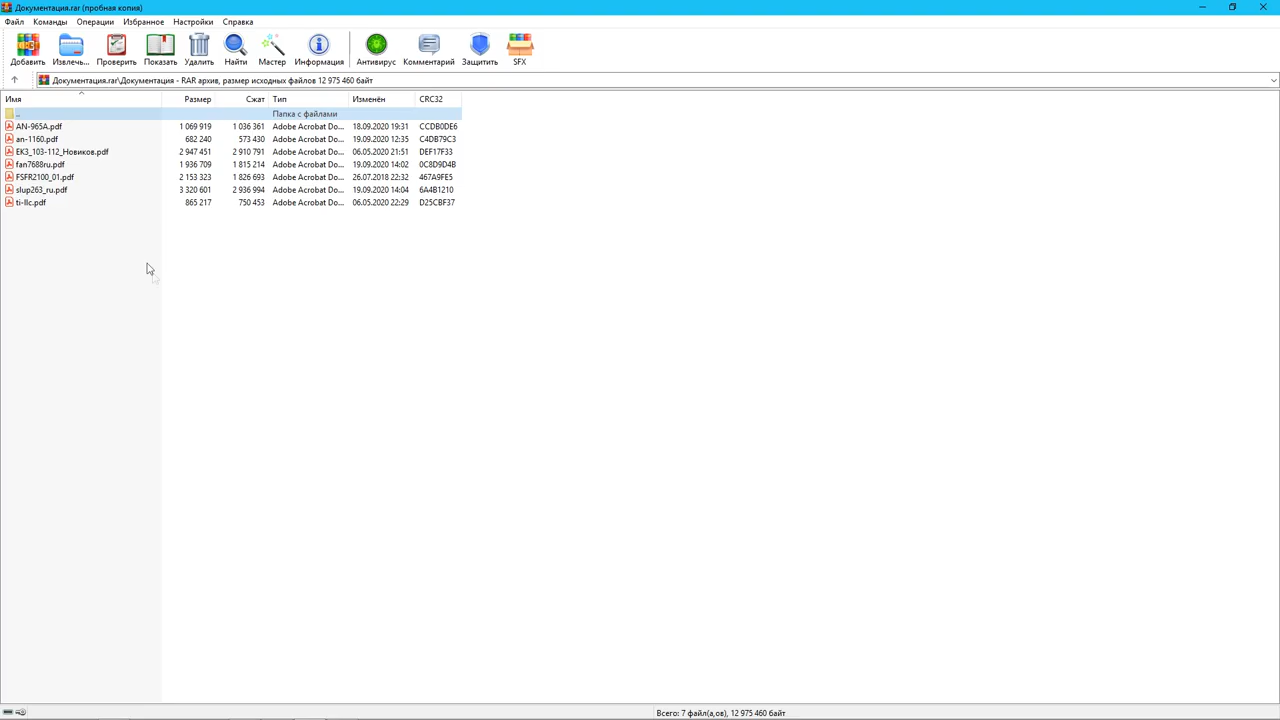 Документация.rar (пробная копия)
Файл Команды Операции Избранное Настройки Справка
Добавить Извлечь... Проверить Показать Удалить Найти Мастер Информация Антивирус Комментарий Защитить SFX
Документация.rar\Документация - RAR архив, размер исходных файлов 12 975 460 байт
Имя Размер Сжат Тип Изменён CRC32
.. Папка с файлами
AN-965A.pdf 1 069 919 1 036 361 Adobe Acrobat Do... 18.09.2020 19:31 CCDB0DE6
an-1160.pdf 682 240 573 430 Adobe Acrobat Do... 19.09.2020 12:35 C4DB79C3
EK3_103-112_Новиков.pdf 2 947 451 2 910 791 Adobe Acrobat Do... 06.05.2020 21:51 DEF17F33
fan7688ru.pdf 1 936 709 1 815 214 Adobe Acrobat Do... 19.09.2020 14:02 0C8D9D4B
FSFR2100_01.pdf 2 153 323 1 826 693 Adobe Acrobat Do... 26.07.2018 22:32 467A9FE5
slup263_ru.pdf 3 320 601 2 936 994 Adobe Acrobat Do... 19.09.2020 14:04 6A4B1210
ti-llc.pdf 865 217 750 453 Adobe Acrobat Do... 06.05.2020 22:29 D25CBF37
Всего: 7 файл(а,ов), 12 975 460 байт